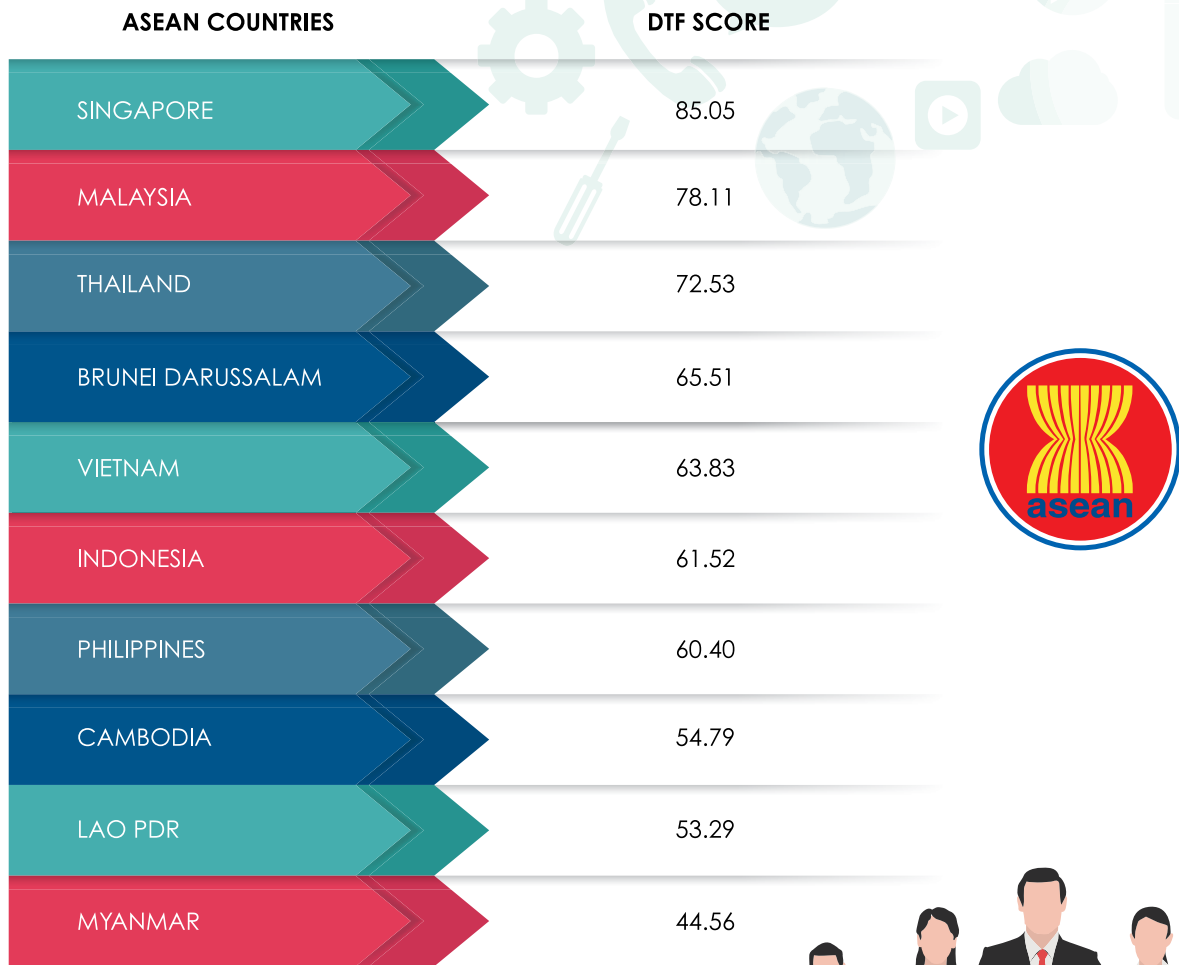 ASEAN COUNTRIES DTF SCORE
SINGAPORE 85.05
MALAYSIA 78.11
THAILAND 72.53
BRUNEI DARUSSALAM 65.51
VIETNAM 63.83
asean
INDONESIA 61.52
PHILIPPINES 60.40
CAMBODIA 54.79
LAO PDR 53.29
MYANMAR 44.56